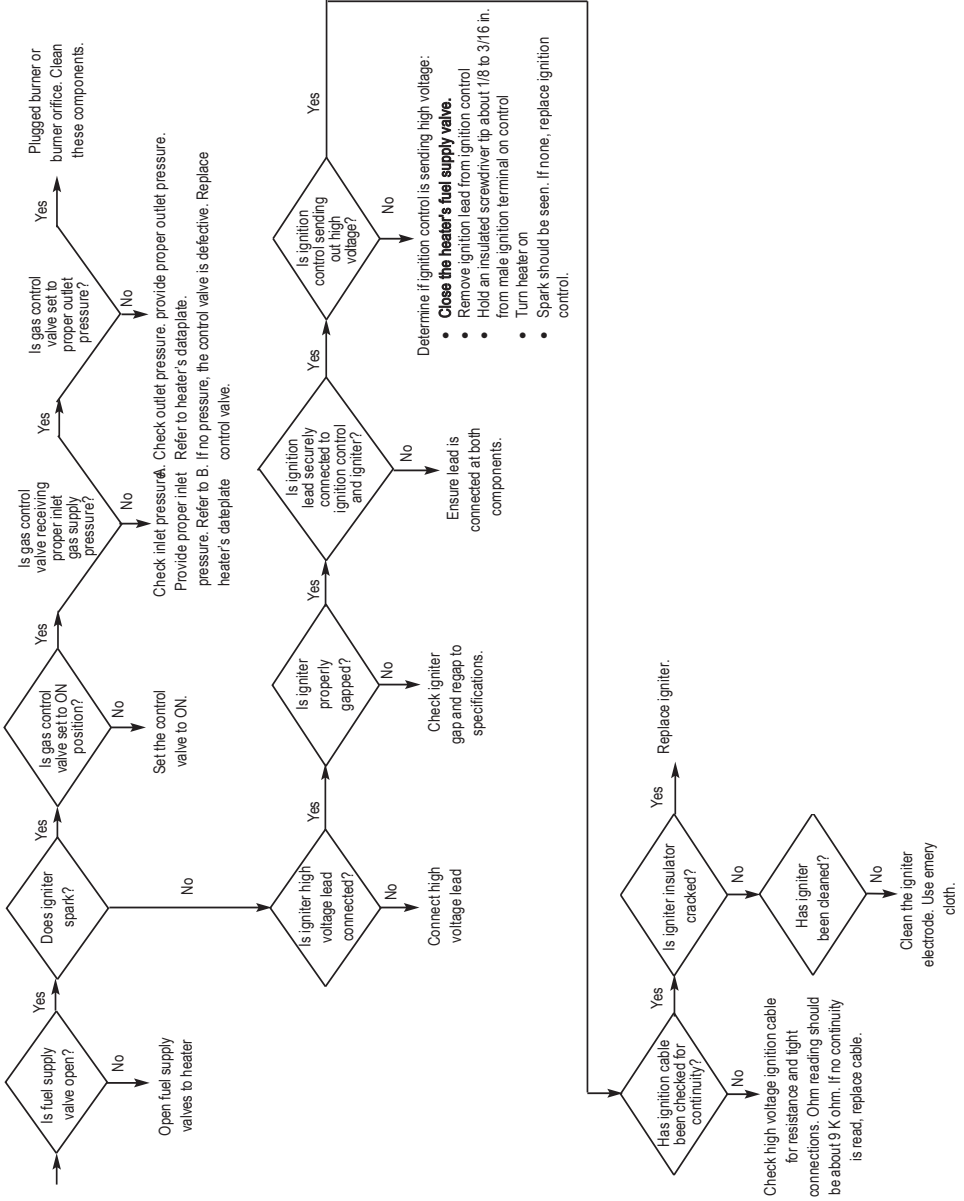 Is fuel supply
valve open?
Yes
No
Open fuel supply
valves to heater
Does igniter
spark?
Yes
No
Is gas control
valve set to ON
position?
Yes
No
Set the control
valve to ON.
Is gas control
valve receiving
proper inlet
gas supply
pressure?
Yes
No
Check inlet pressure.
Provide proper inlet
pressure. Refer to
heater's dateplate
Is gas control
valve set to
proper outlet
pressure?
Yes
No
A. Check outlet pressure. provide proper outlet pressure.
Refer to heater's dataplate.
B. If no pressure, the control valve is defective. Replace
control valve.
Plugged burner or
burner orifice. Clean
these components.
Is igniter high
voltage lead
connected?
Yes
No
Connect high
voltage lead
Is igniter
properly
gapped?
Yes
No
Check igniter
gap and regap to
specifications.
Is ignition
lead securely
connected to
ignition control
and igniter?
Yes
No
Ensure lead is
connected at both
components.
Is ignition
control sending
out high
voltage?
Yes
No
Determine if ignition control is sending high voltage:
• Close the heater's fuel supply valve.
• Remove ignition lead from ignition control
• Hold an insulated screwdriver tip about 1/8 to 3/16 in.
from male ignition terminal on control
• Turn heater on
• Spark should be seen. If none, replace ignition
control.
Has ignition cable
been checked for
continuity?
Yes
No
Check high voltage ignition cable
for resistance and tight
connections. Ohm reading should
be about 9 K ohm. If no continuity
is read, replace cable.
Is igniter insulator
cracked?
Yes
Replace igniter.
No
Has igniter
been cleaned?
No
Clean the igniter
electrode. Use emery
cloth.